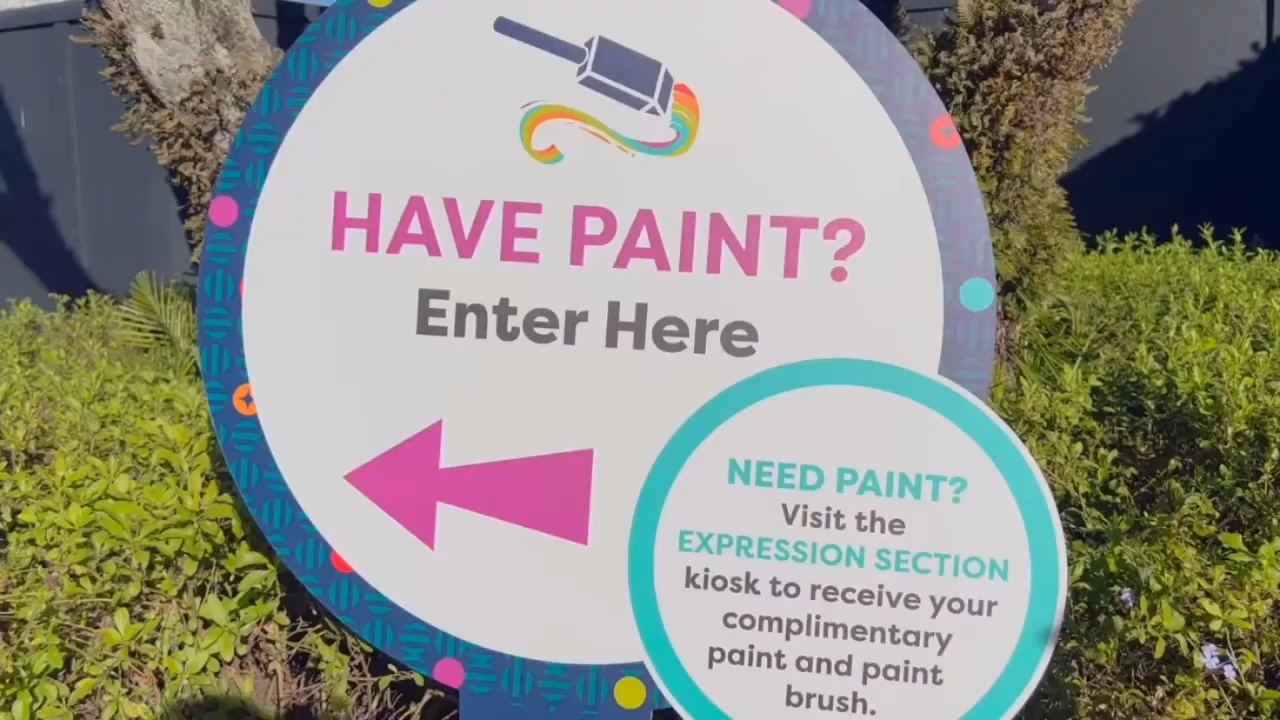 HAVE PAINT?
Enter Here
NEED PAINT?
Visit the
EXPRESSION SECTION
kiosk to receive your
complimentary
paint and paint
brush.